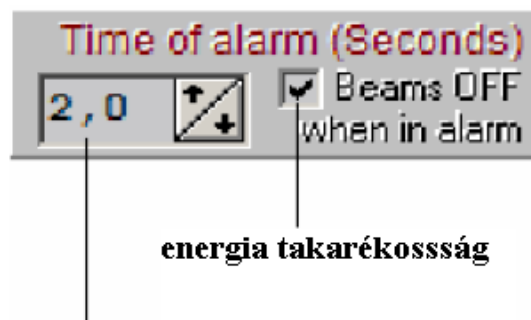 Time of alarm (Seconds)
2,0
Beams OFF
when in alarm
energia takarékossság